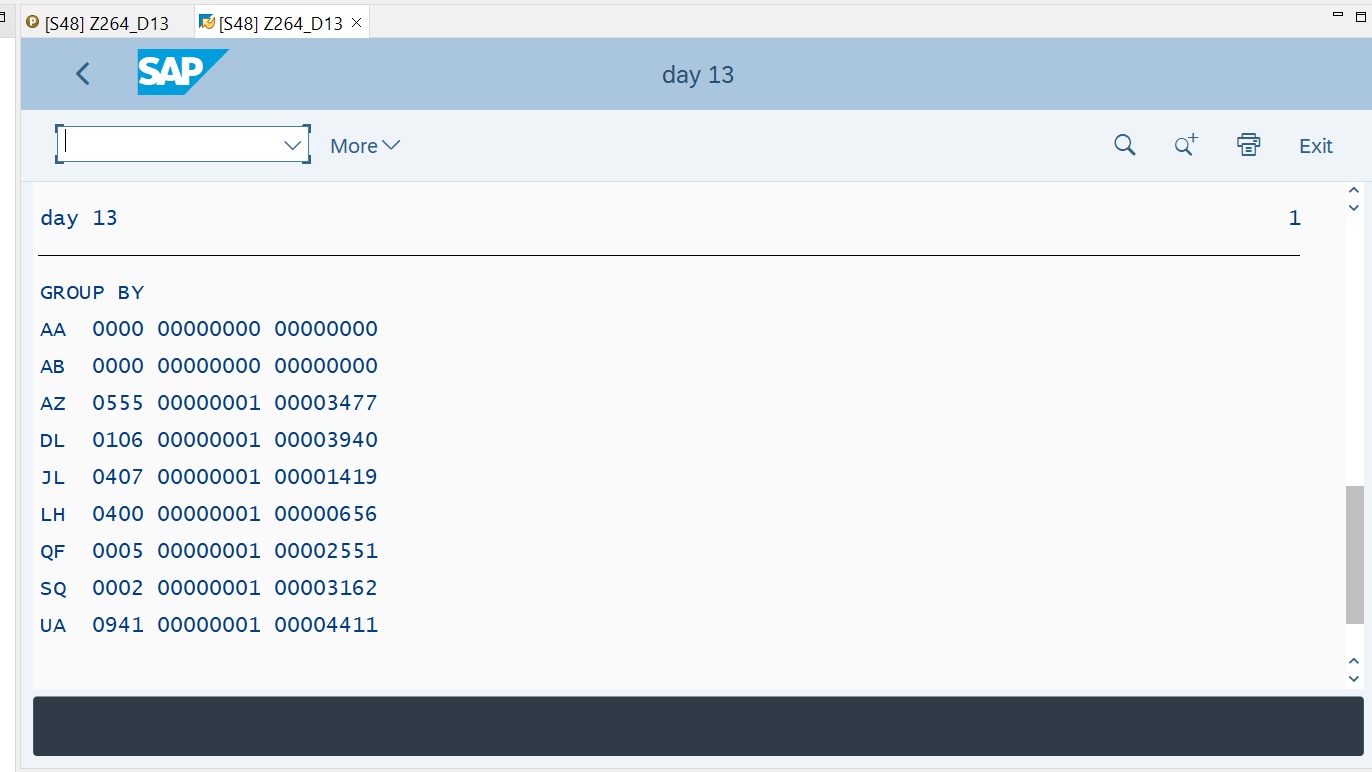 [S48] Z264_D13
[S48] Z264_D13
SAP
day 13
More
Exit
day 13 1
GROUP BY
AA 0000 00000000 00000000
AB 0000 00000000 00000000
AZ 0555 00000001 00003477
DL 0106 00000001 00003940
JL 0407 00000001 00001419
LH 0400 00000001 00000656
QF 0005 00000001 00002551
SQ 0002 00000001 00003162
UA 0941 00000001 00004411